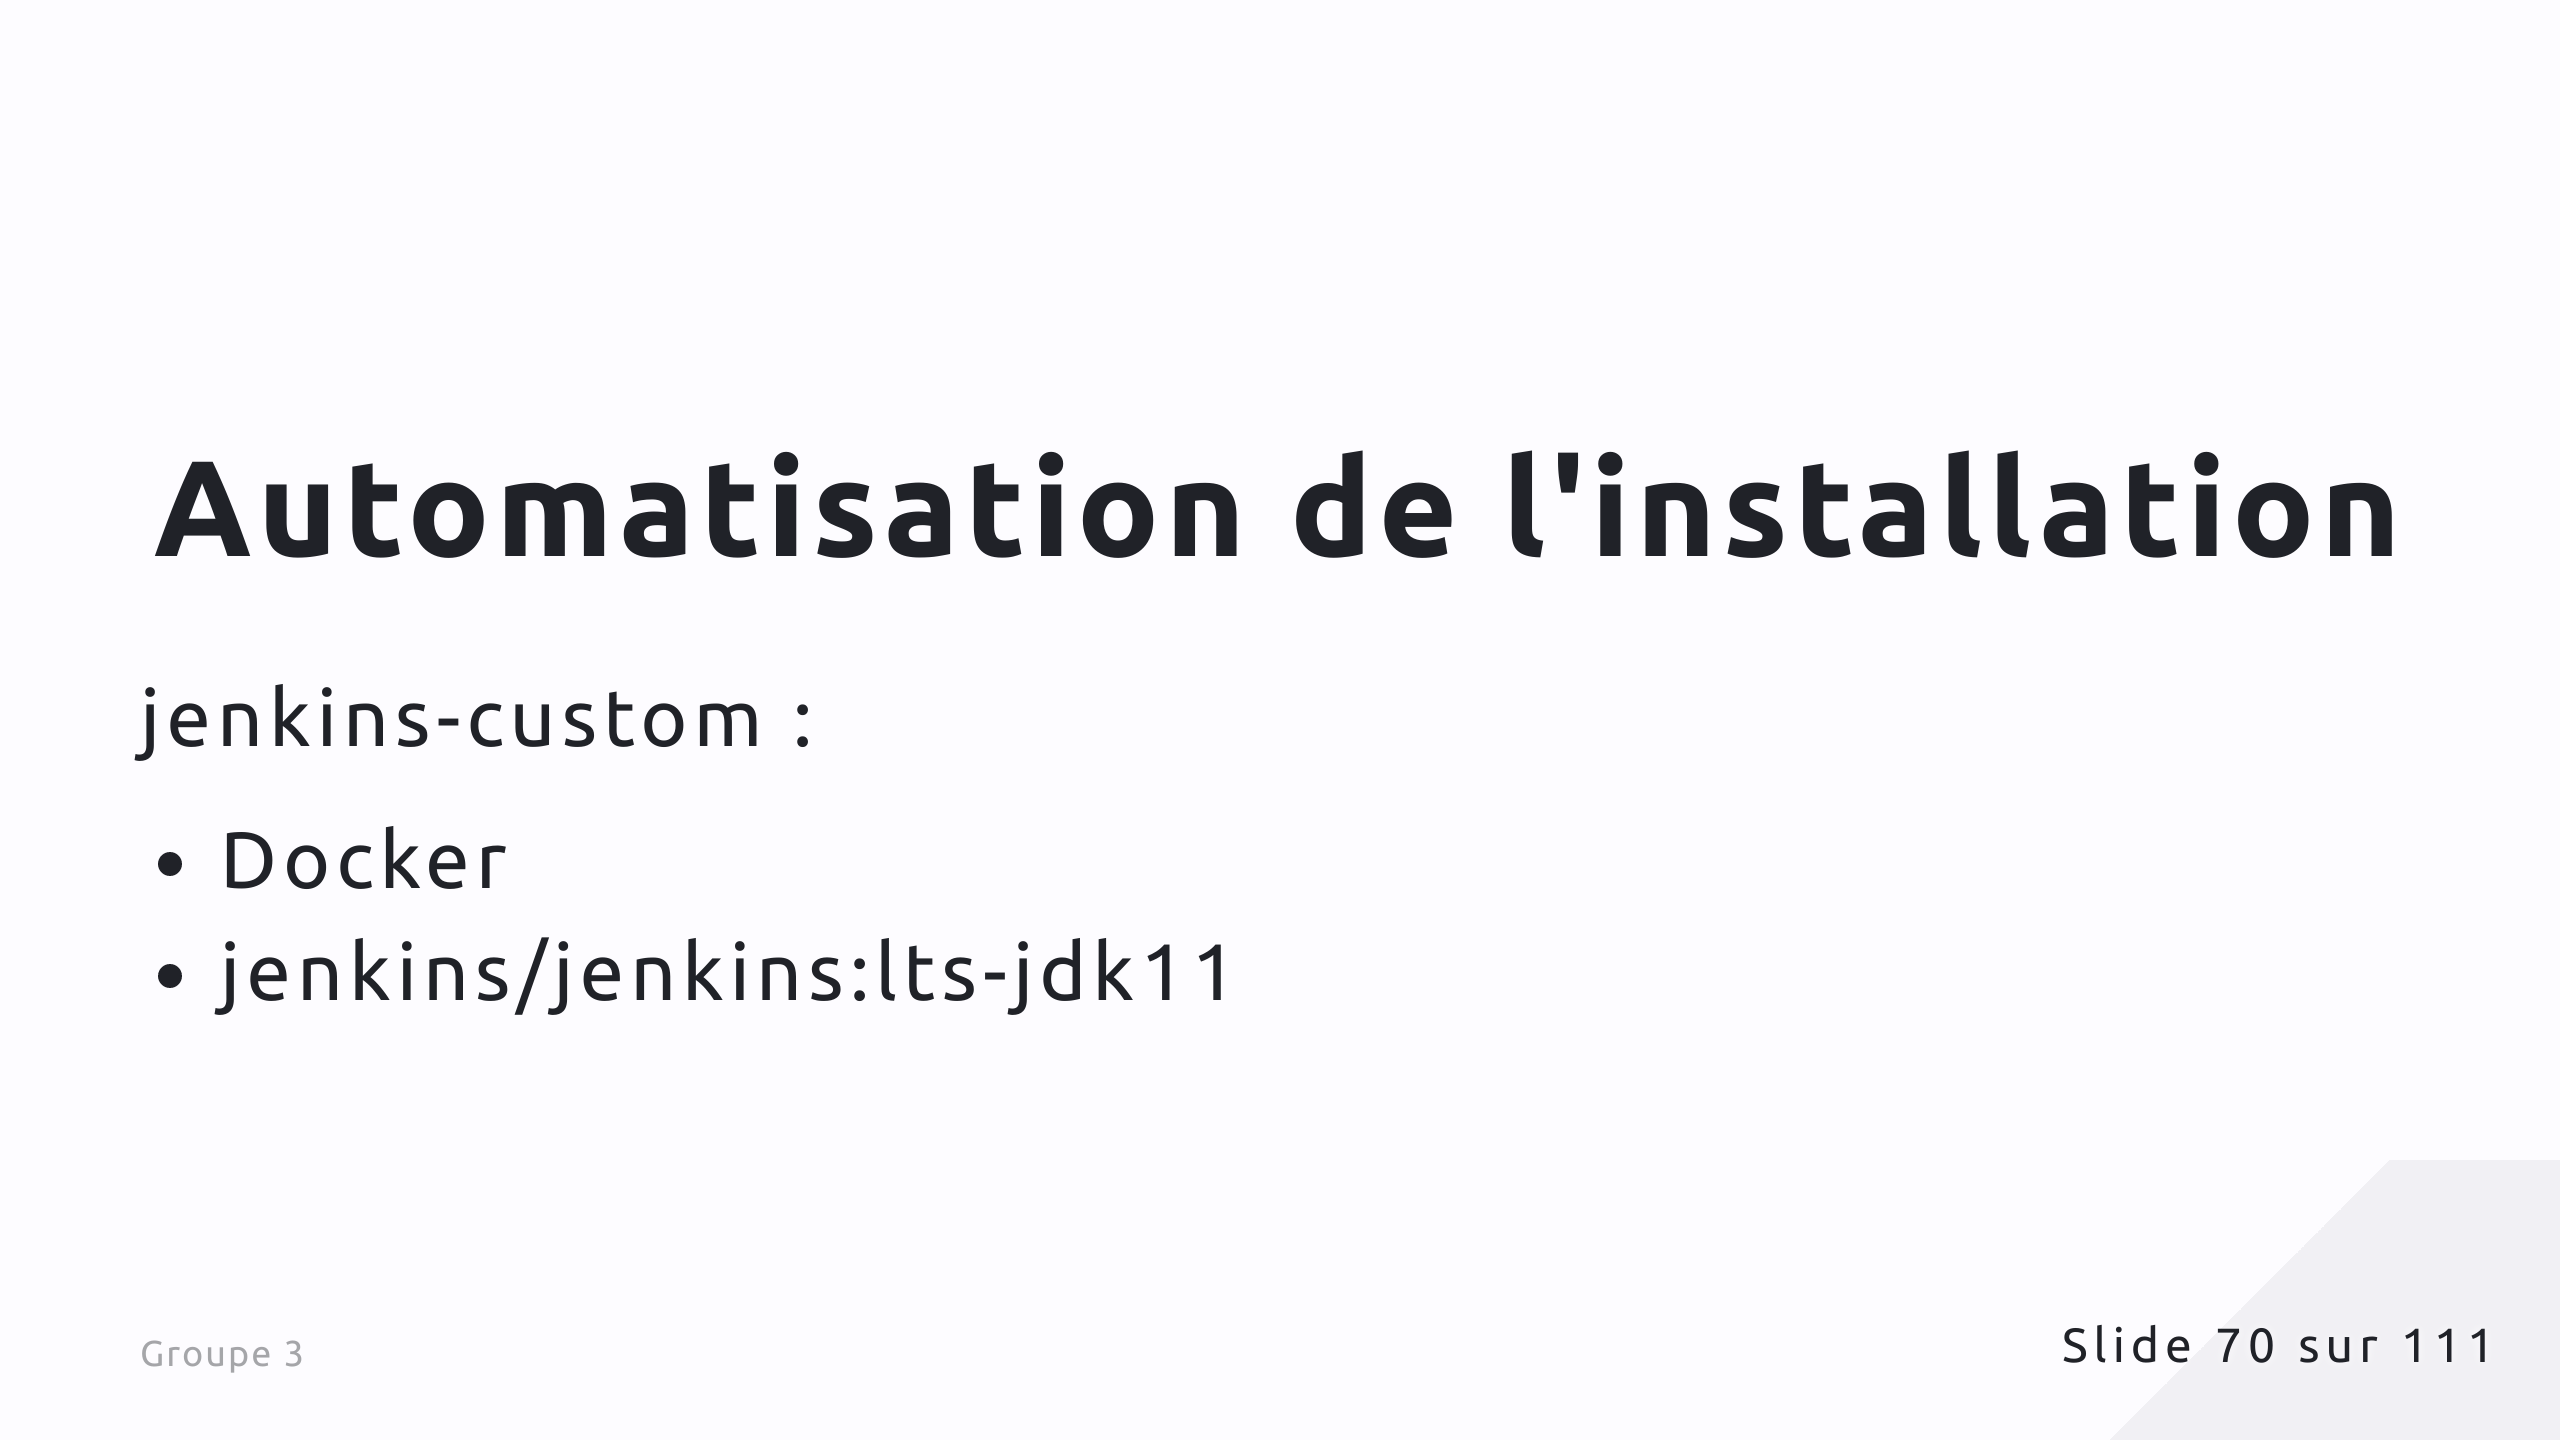 Automatisation de l'installation
jenkins-custom :
• Docker
• jenkins/jenkins:lts-jdk11
Groupe 3
Slide 70 sur 111